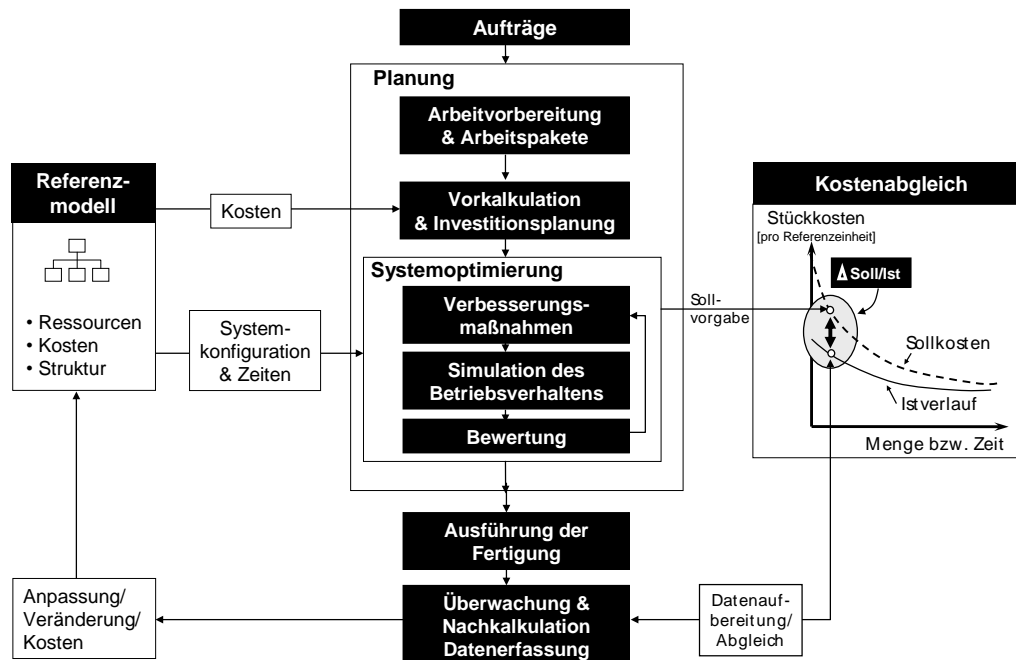 Aufträge
Planung
Arbeitvorbereitung
& Arbeitspakete
Referenz-
modell
Kosten
Vorkalkulation
& Investitionsplanung
Kostenabgleich
Stückkosten
[pro Referenzeinheit]
Δ Soll/Ist
Systemoptimierung
Verbesserungs-
maßnahmen
Soll-
vorgabe
• Ressourcen
• Kosten
• Struktur
System-
konfiguration
& Zeiten
Simulation des
Betriebsverhaltens
Bewertung
Sollkosten
Istverlauf
Menge bzw. Zeit
Ausführung der
Fertigung
Anpassung/
Veränderung/
Kosten
Überwachung &
Nachkalkulation
Datenerfassung
Datenauf-
bereitung/
Abgleich